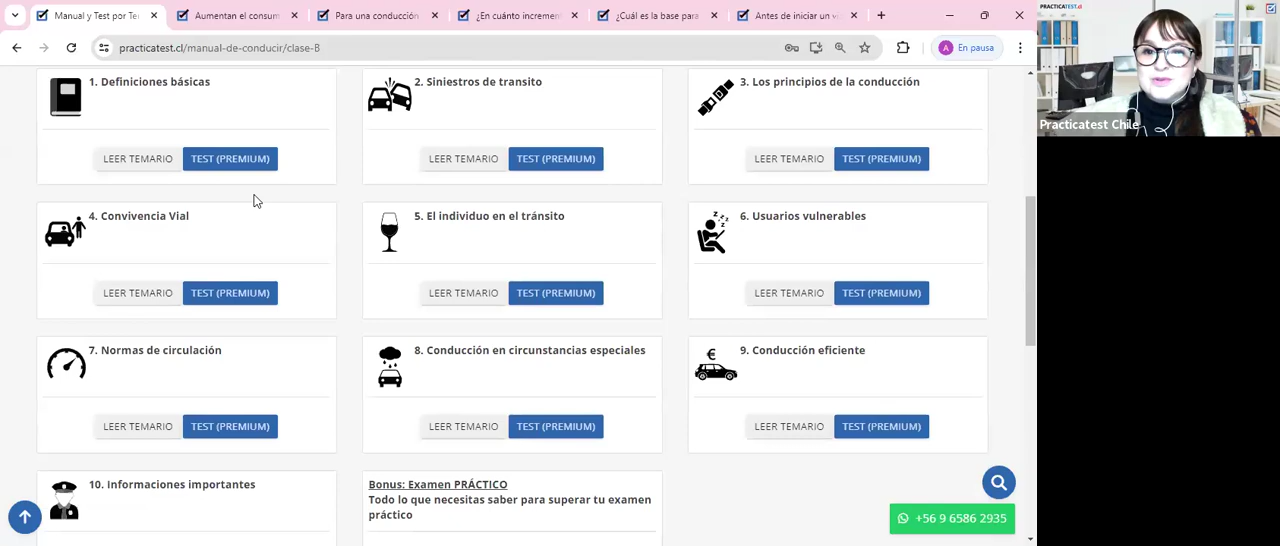 Manual y Test por Ter
Aumentan el consum
Para una conducción
¿En cuánto increment
¿Cuál es la base para
Antes de iniciar un vi
practicatest.cl/manual-de-conducir/clase-B
A
En pausa
PRACTICATEST.cl
Practicatest Chile
1. Definiciones básicas
LEER TEMARIO
TEST (PREMIUM)
2. Siniestros de transito
LEER TEMARIO
TEST (PREMIUM)
3. Los principios de la conducción
LEER TEMARIO
TEST (PREMIUM)
4. Convivencia Vial
LEER TEMARIO
TEST (PREMIUM)
5. El individuo en el tránsito
LEER TEMARIO
TEST (PREMIUM)
6. Usuarios vulnerables
LEER TEMARIO
TEST (PREMIUM)
7. Normas de circulación
LEER TEMARIO
TEST (PREMIUM)
8. Conducción en circunstancias especiales
LEER TEMARIO
TEST (PREMIUM)
9. Conducción eficiente
LEER TEMARIO
TEST (PREMIUM)
10. Informaciones importantes
Bonus: Examen PRÁCTICO
Todo lo que necesitas saber para superar tu examen
práctico
+56 9 6586 2935